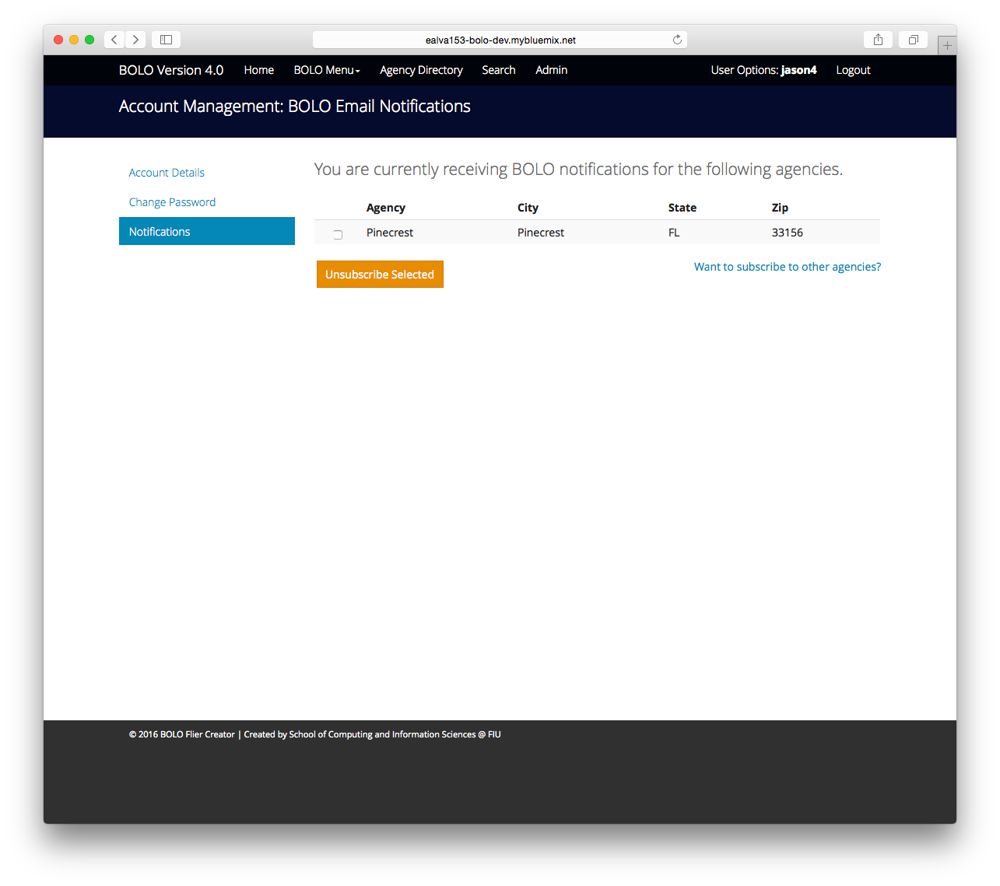 ealva153-bolo-dev.mybluemix.net
BOLO Version 4.0 Home BOLO Menu Agency Directory Search Admin User Options: jason4 Logout
Account Management: BOLO Email Notifications
Account Details
Change Password
Notifications
You are currently receiving BOLO notifications for the following agencies.
Agency City State Zip
Pinecrest Pinecrest FL 33156
Unsubscribe Selected
Want to subscribe to other agencies?
© 2016 BOLO Flier Creator | Created by School of Computing and Information Sciences @ FIU